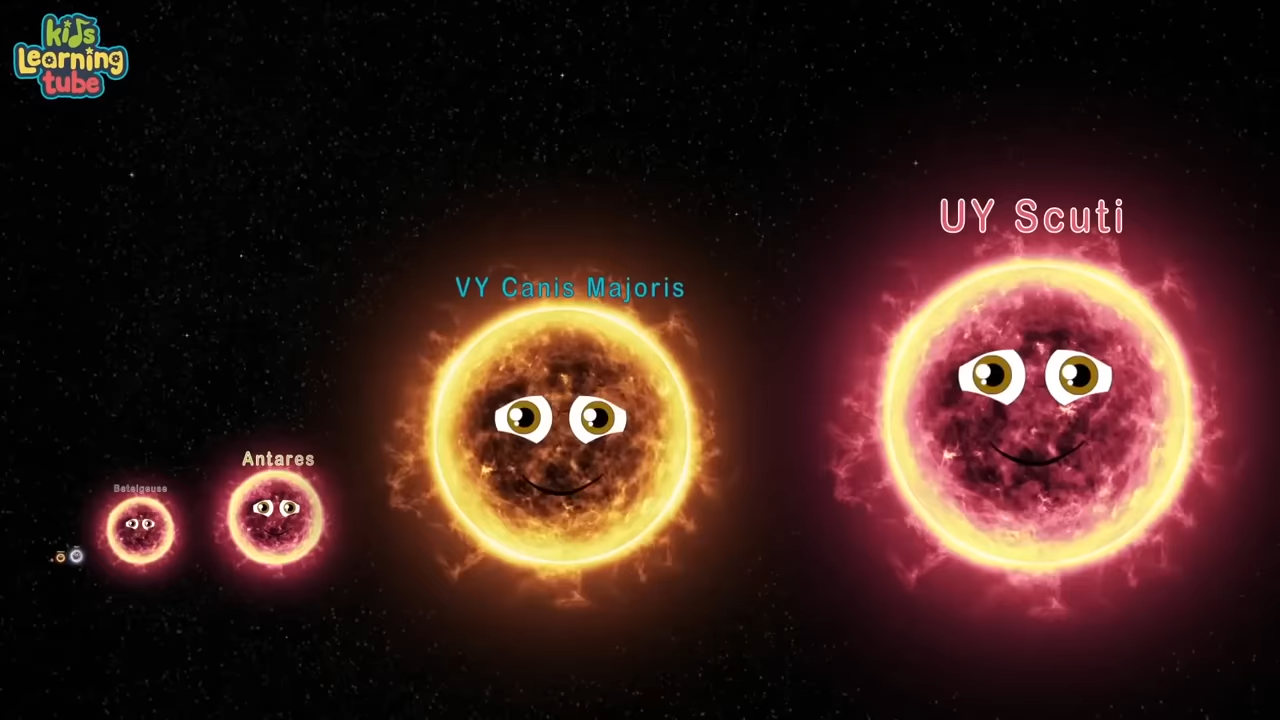 kids
Learning
tube
UY Scuti
VY Canis Majoris
Antares
Betelgeuse